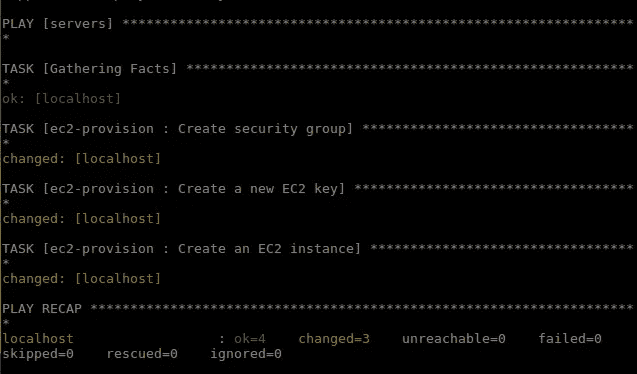 PLAY [servers] ****************************************************************
*
TASK [Gathering Facts] ********************************************************
*
ok: [localhost]
TASK [ec2-provision : Create security group] **********************************
*
changed: [localhost]
TASK [ec2-provision : Create a new EC2 key] ***********************************
*
changed: [localhost]
TASK [ec2-provision : Create an EC2 instance] *********************************
*
changed: [localhost]
PLAY RECAP ********************************************************************
*
localhost                  : ok=4    changed=3    unreachable=0    failed=0
skipped=0    rescued=0    ignored=0